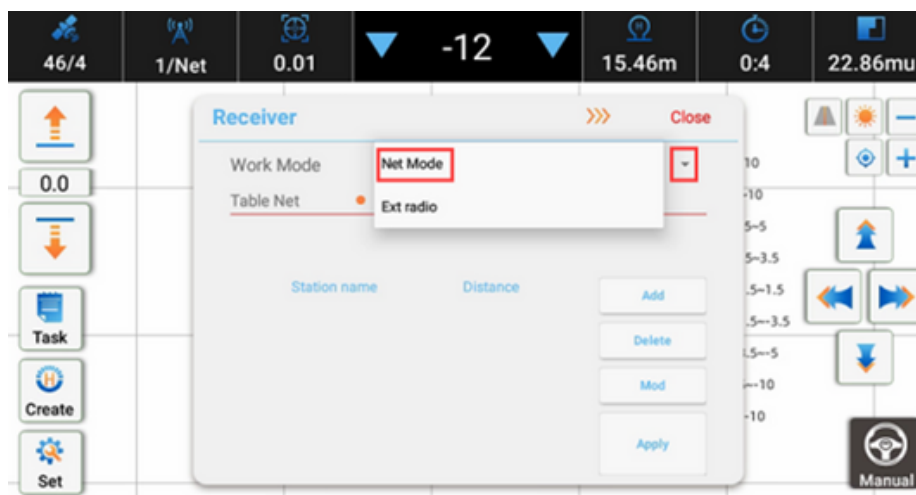 46/4
1/Net
0.01
-12
15.46m
0:4
22.86mu
Receiver
Close
Work Mode
Net Mode
Table Net
Ext radio
Station name
Distance
Add
Delete
Mod
Apply
0.0
Task
H
Create
Set
10
-10
5~5
5~3.5
.5~1.5
.5~-3.5
.5~-5
~-10
-10
Manual